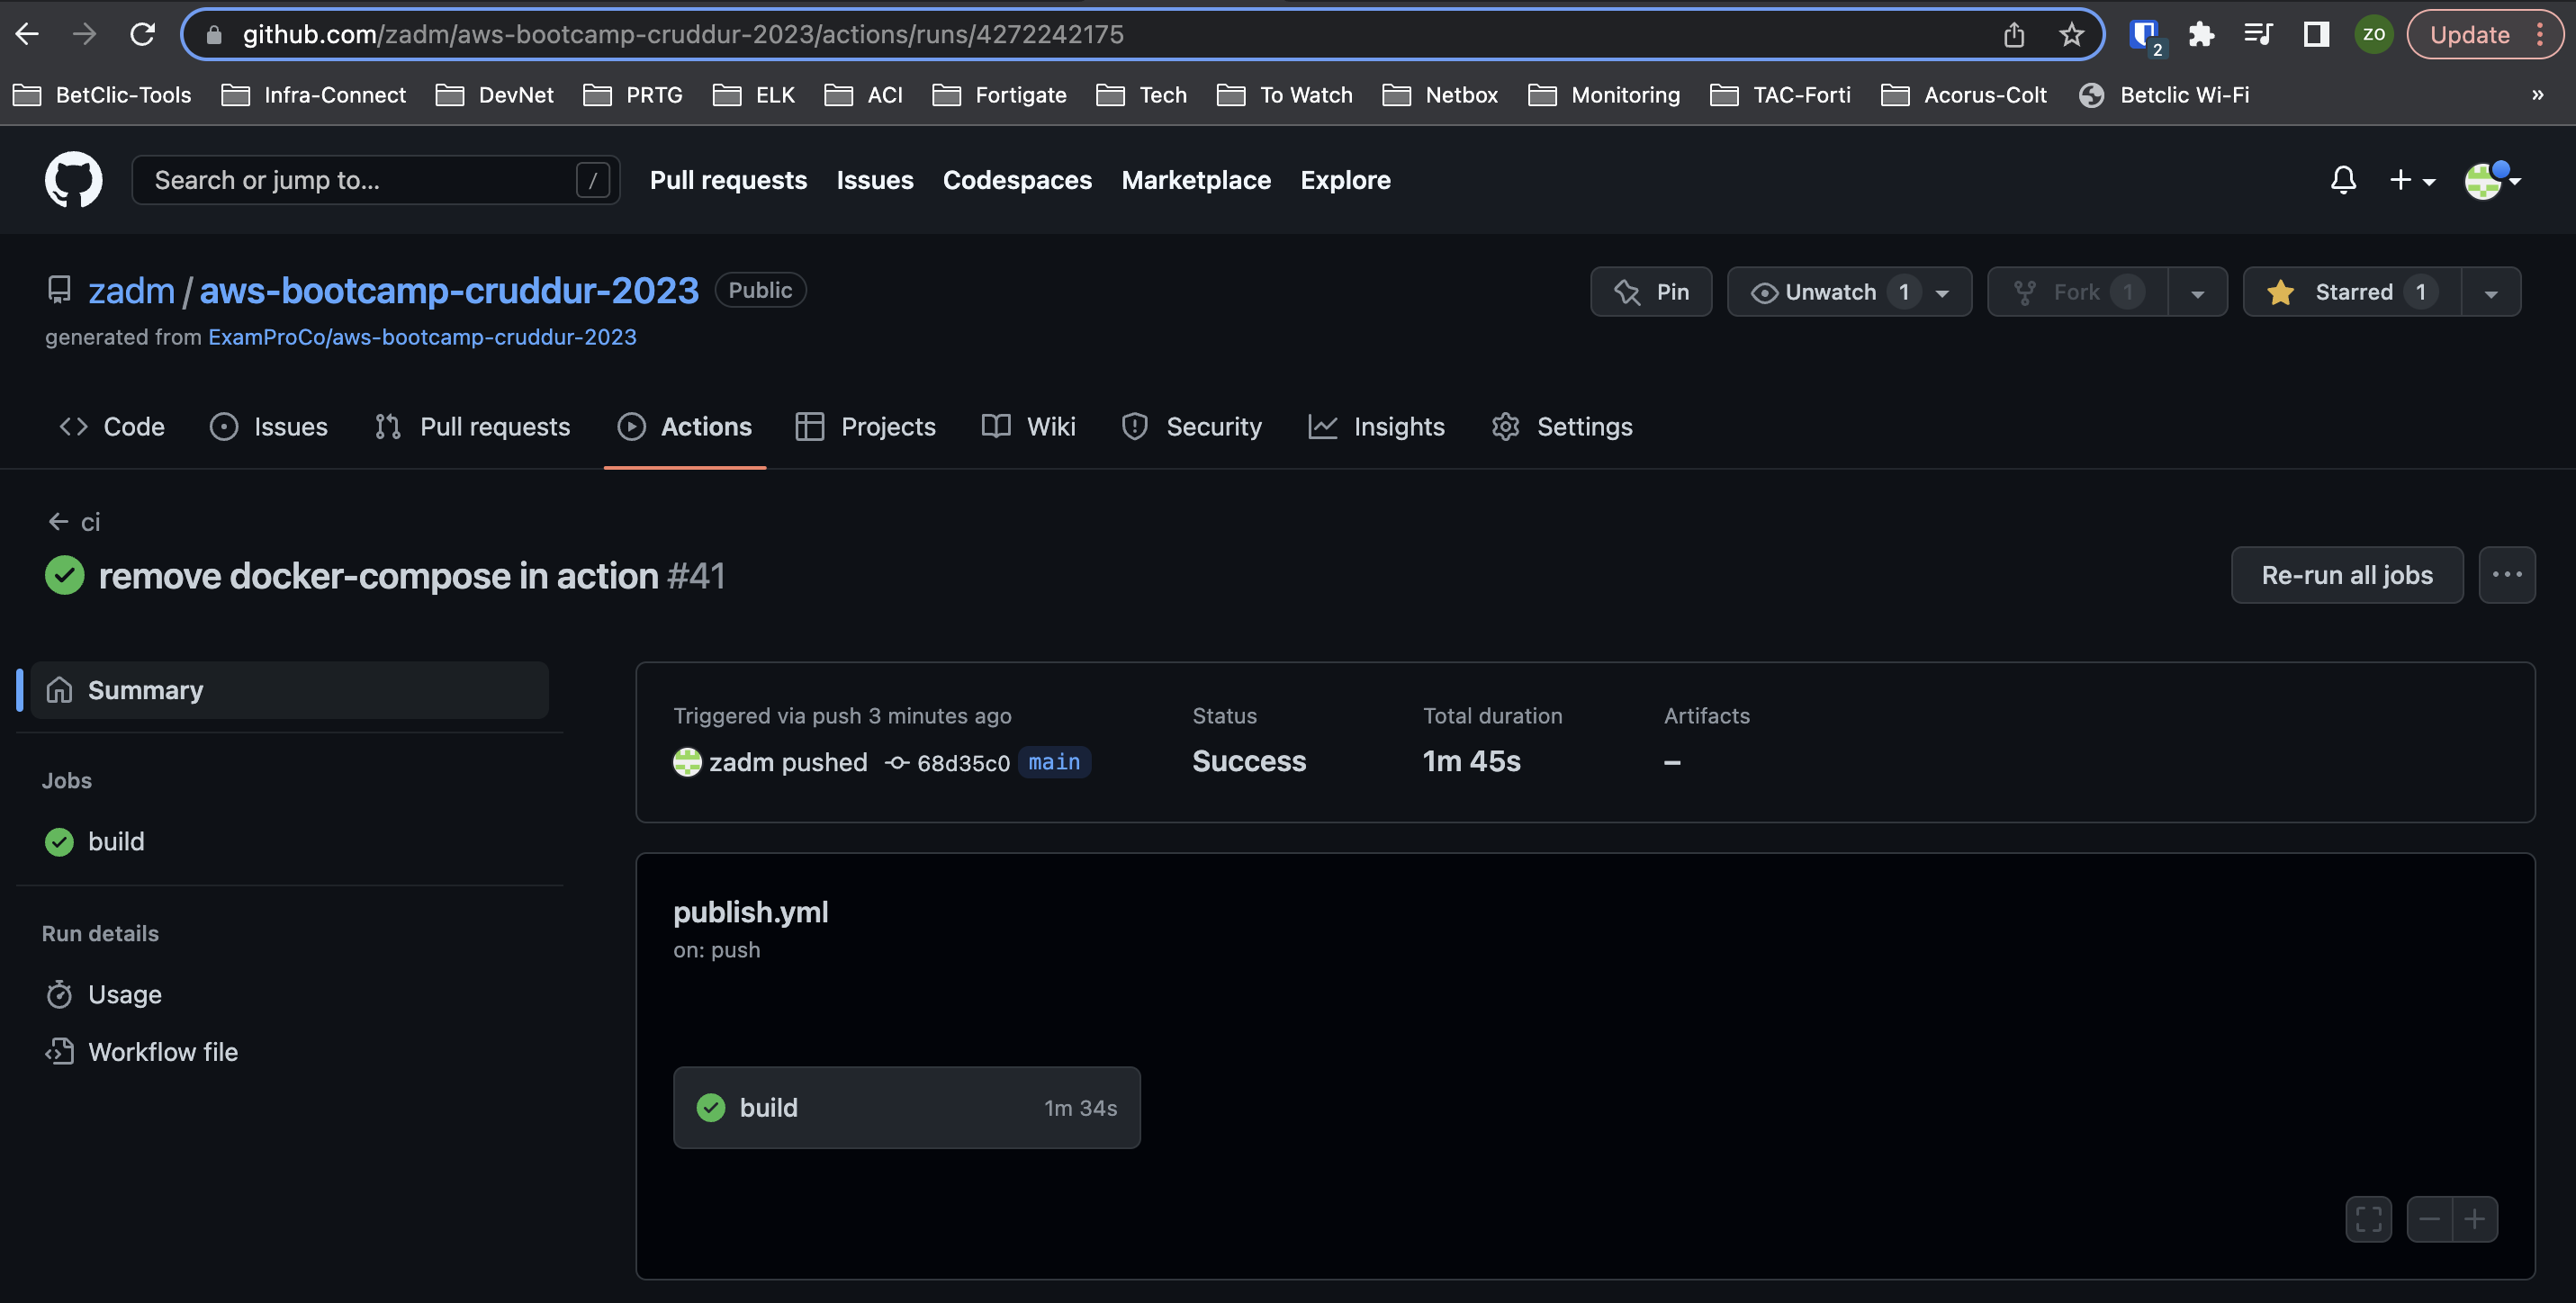 github.com/zadm/aws-bootcamp-cruddur-2023/actions/runs/4272242175
2
ZO
Update
BetClic-Tools Infra-Connect DevNet PRTG ELK ACI Fortigate Tech To Watch Netbox Monitoring TAC-Forti Acorus-Colt Betclic Wi-Fi »
Search or jump to... / Pull requests Issues Codespaces Marketplace Explore
zadm / aws-bootcamp-cruddur-2023 Public Pin Unwatch 1 Fork 1 Starred 1
generated from ExamProCo/aws-bootcamp-cruddur-2023
Code Issues Pull requests Actions Projects Wiki Security Insights Settings
ci
remove docker-compose in action #41
Re-run all jobs
Summary
Jobs
build
Run details
Usage
Workflow file
Triggered via push 3 minutes ago Status Total duration Artifacts
zadm pushed 68d35c0 main Success 1m 45s –
publish.yml
on: push
build 1m 34s